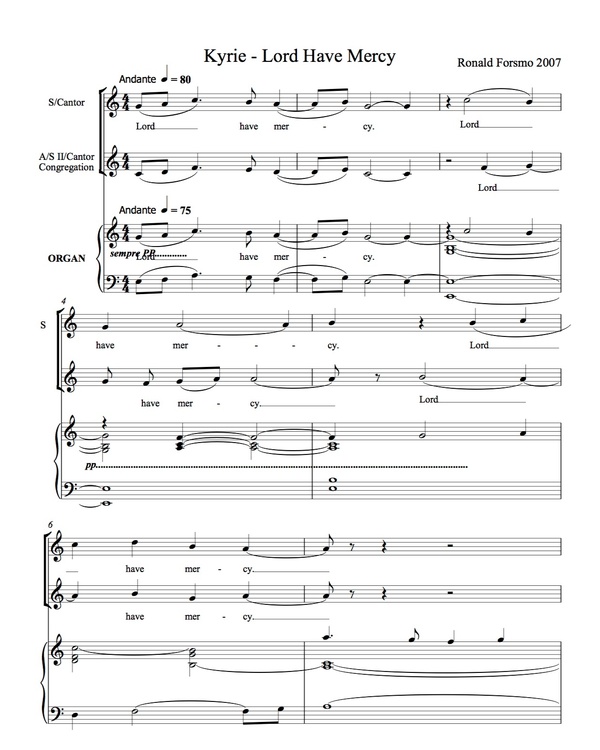 Kyrie - Lord Have Mercy
Ronald Forsmo 2007
Andante ♩ = 80
S/Cantor
Lord have mer - cy. Lord
A/S II/Cantor
Congregation
Lord
Andante ♩ = 75
ORGAN
sempre PP.............
Lord have mer - cy.
4
S
have mer - - - cy. Lord
have mer - cy. Lord
pp
6
have mer - cy.
have mer - cy.